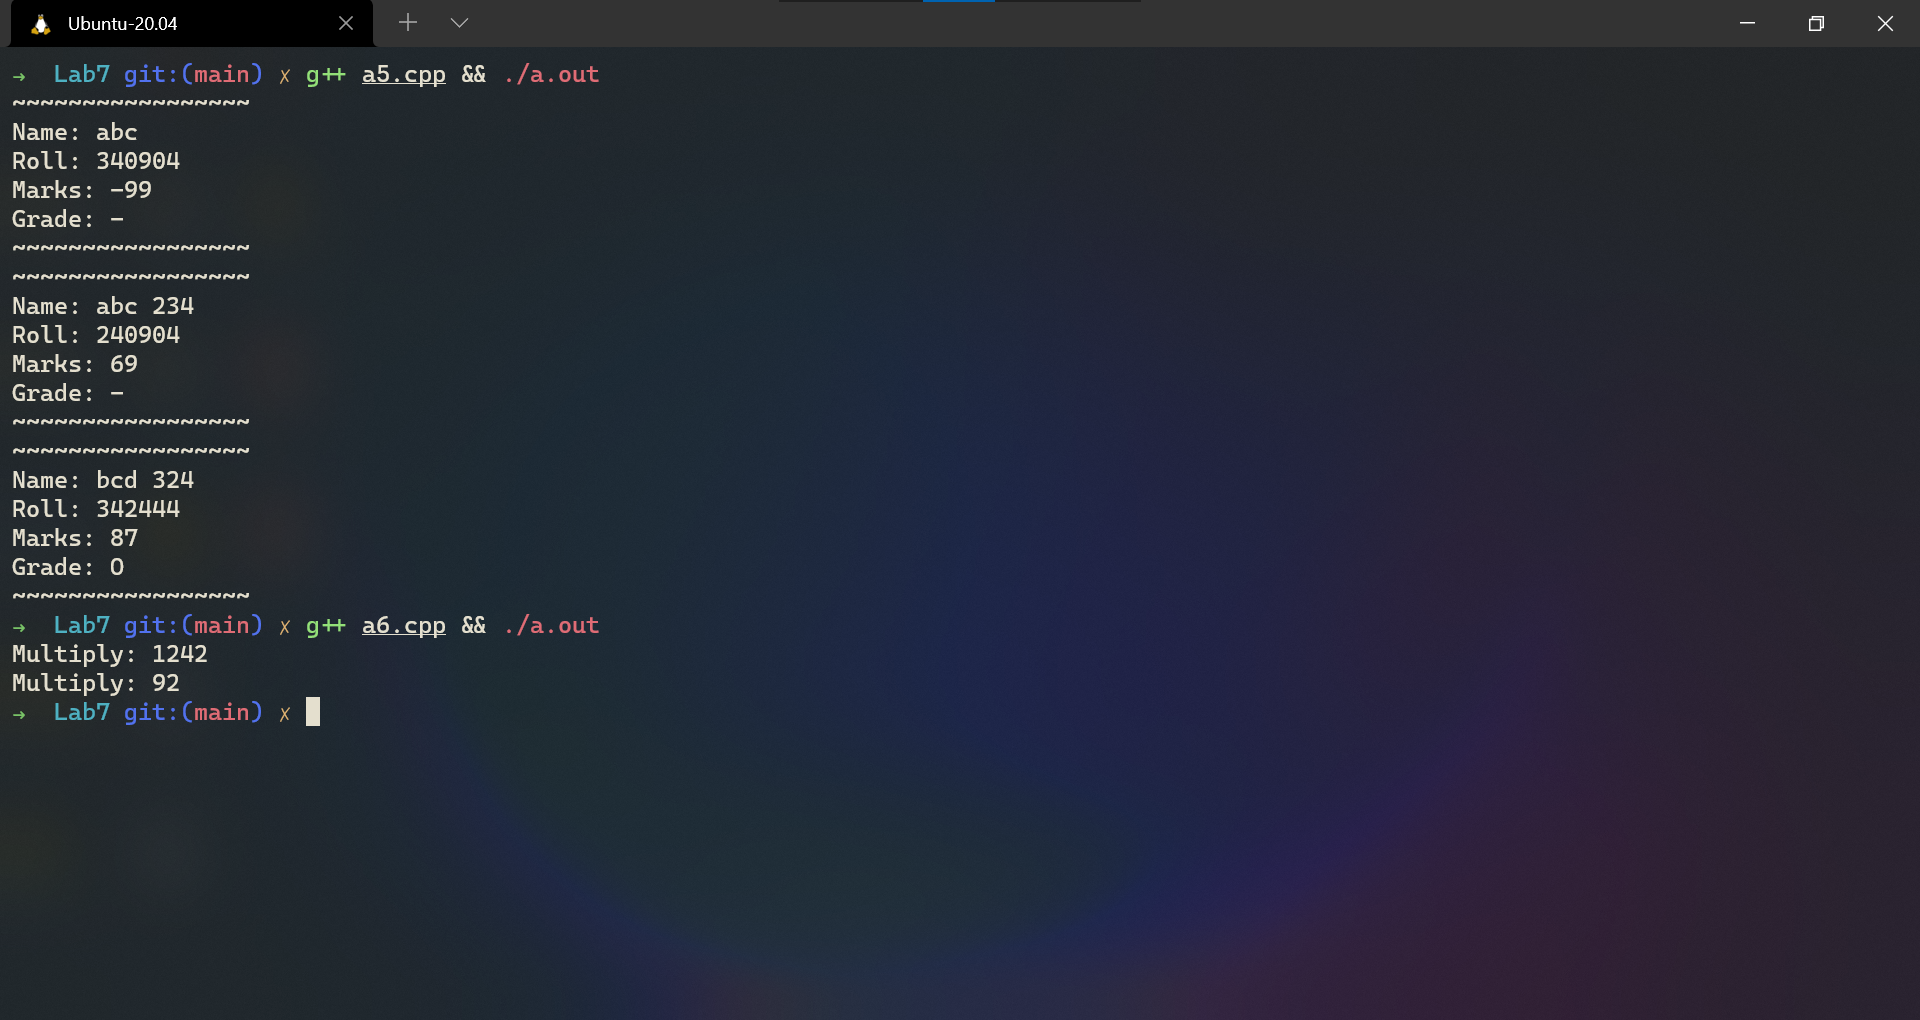 Ubuntu-20.04
→ Lab7 git:(main) ✗ g++ a5.cpp && ./a.out
~~~~~~~~~~~~~~~~~
Name: abc
Roll: 340904
Marks: -99
Grade: -
~~~~~~~~~~~~~~~~~
~~~~~~~~~~~~~~~~~
Name: abc 234
Roll: 240904
Marks: 69
Grade: -
~~~~~~~~~~~~~~~~~
~~~~~~~~~~~~~~~~~
Name: bcd 324
Roll: 342444
Marks: 87
Grade: O
~~~~~~~~~~~~~~~~~
→ Lab7 git:(main) ✗ g++ a6.cpp && ./a.out
Multiply: 1242
Multiply: 92
→ Lab7 git:(main) ✗